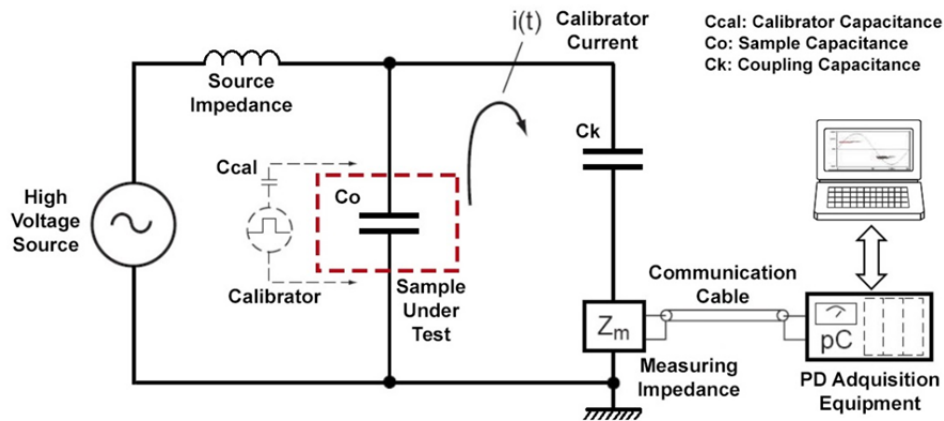 i(t)
Calibrator
Current
Ccal: Calibrator Capacitance
Co: Sample Capacitance
Ck: Coupling Capacitance
Source
Impedance
Ck
Ccal
Co
High
Voltage
Source
Calibrator
Sample
Under
Test
Communication
Cable
Zm
pC
Measuring
Impedance
PD Adquisition
Equipment